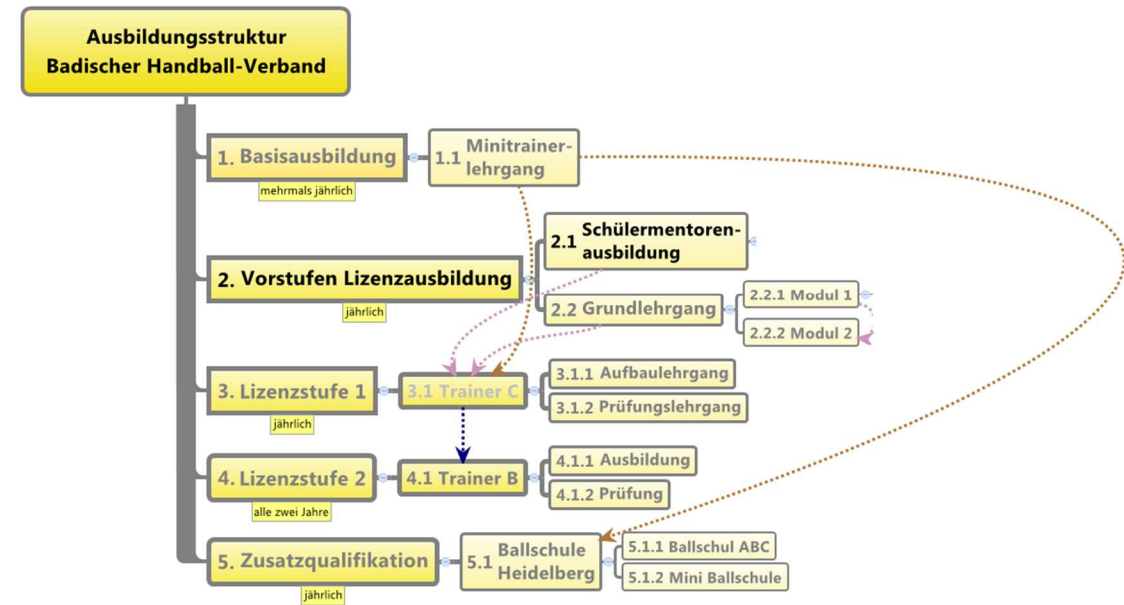 Ausbildungsstruktur
Badischer Handball-Verband
1. Basisausbildung
mehrmals jährlich
1.1 Minitrainer-
lehrgang
2. Vorstufen Lizenzausbildung
jährlich
2.1 Schülermentoren-
ausbildung
2.2 Grundlehrgang
2.2.1 Modul 1
2.2.2 Modul 2
3. Lizenzstufe 1
jährlich
3.1 Trainer C
3.1.1 Aufbaulehrgang
3.1.2 Prüfungslehrgang
4. Lizenzstufe 2
alle zwei Jahre
4.1 Trainer B
4.1.1 Ausbildung
4.1.2 Prüfung
5. Zusatzqualifikation
jährlich
5.1 Ballschule
Heidelberg
5.1.1 Ballschul ABC
5.1.2 Mini Ballschule